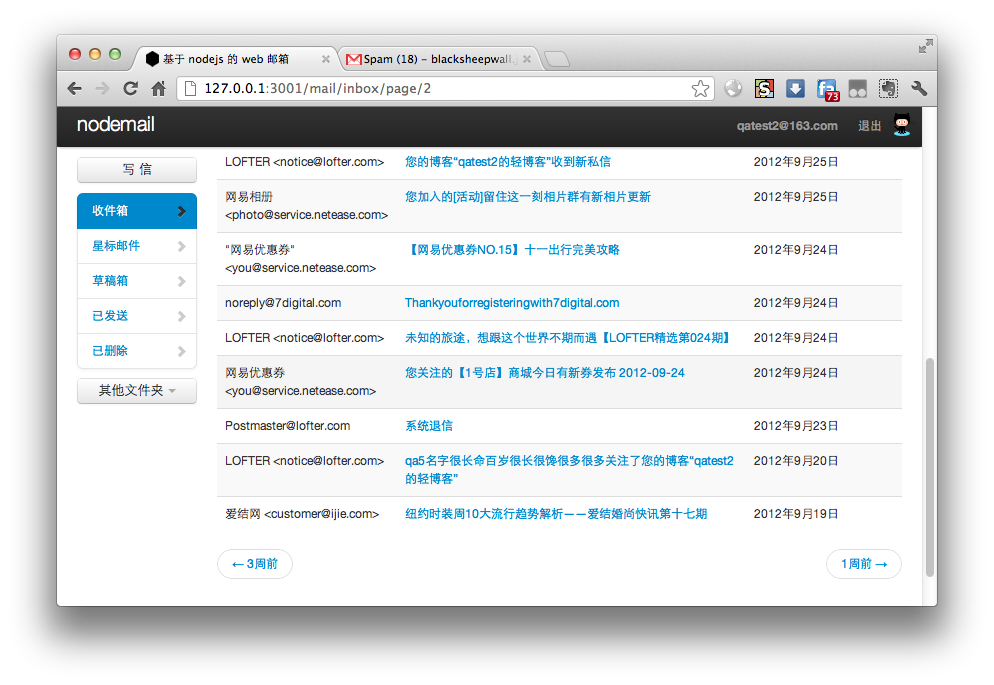 基于 nodejs 的 web 邮箱
Spam (18) – blacksheepwall.
127.0.0.1:3001/mail/inbox/page/2
73
nodemail
qatest2@163.com 退出
写 信
收件箱
星标邮件
草稿箱
已发送
已删除
其他文件夹
LOFTER <notice@lofter.com> 您的博客“qatest2的轻博客”收到新私信 2012年9月25日
网易相册 您加入的[活动]留住这一刻相片群有新相片更新 2012年9月25日
<photo@service.netease.com>
"网易优惠券" 【网易优惠券NO.15】十一出行完美攻略 2012年9月24日
<you@service.netease.com>
noreply@7digital.com Thankyouforregisteringwith7digital.com 2012年9月24日
LOFTER <notice@lofter.com> 未知的旅途，想跟这个世界不期而遇【LOFTER精选第024期】 2012年9月24日
网易优惠券 您关注的【1号店】商城今日有新券发布 2012-09-24 2012年9月24日
<you@service.netease.com>
Postmaster@lofter.com 系统退信 2012年9月23日
LOFTER <notice@lofter.com> qa5名字很长命百岁很长很馋很多很多关注了您的博客“qatest2 2012年9月20日
的轻博客”
爱结网 <customer@ijie.com> 纽约时装周10大流行趋势解析——爱结婚尚快讯第十七期 2012年9月19日
← 3周前
1周前 →